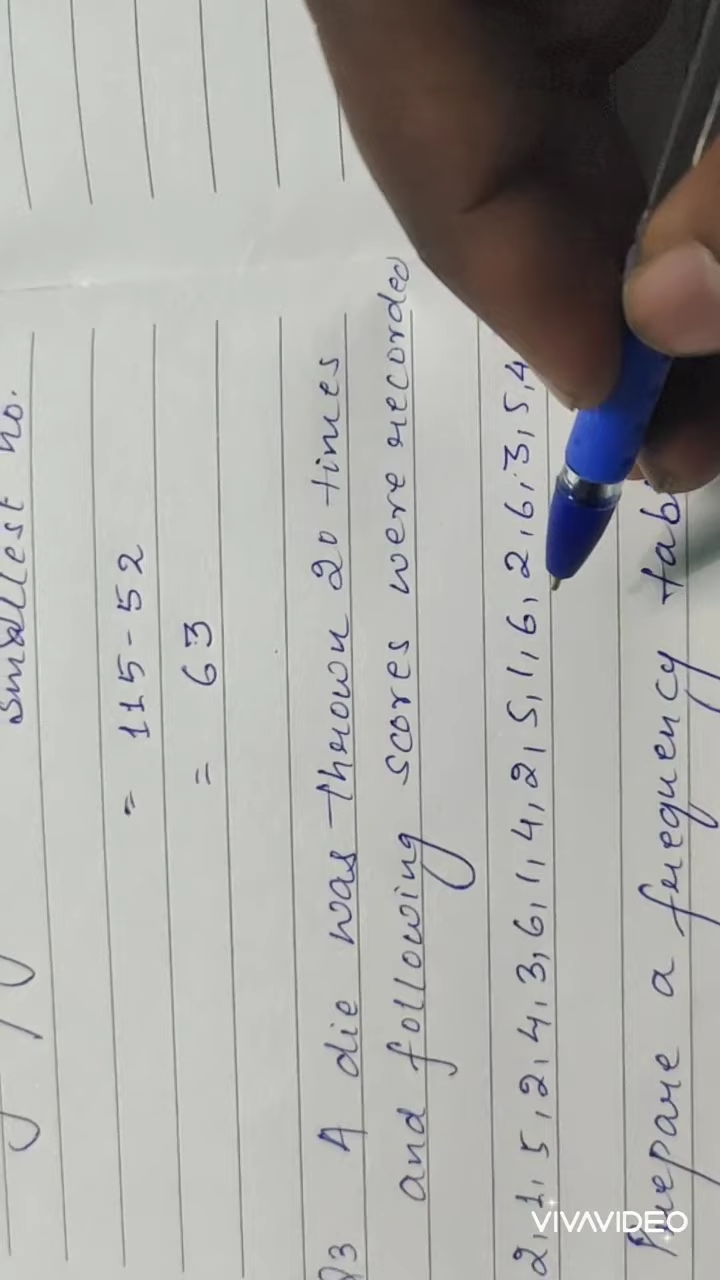 smallest no.
= 115-52
= 63
Q3 A die was thrown 20 times
and following scores were recorded
2,1,5,2,4,3,6,1,4,2,5,1,6,2,6,3,5,4
Prepare a frequency tab
VIVAVIDEO